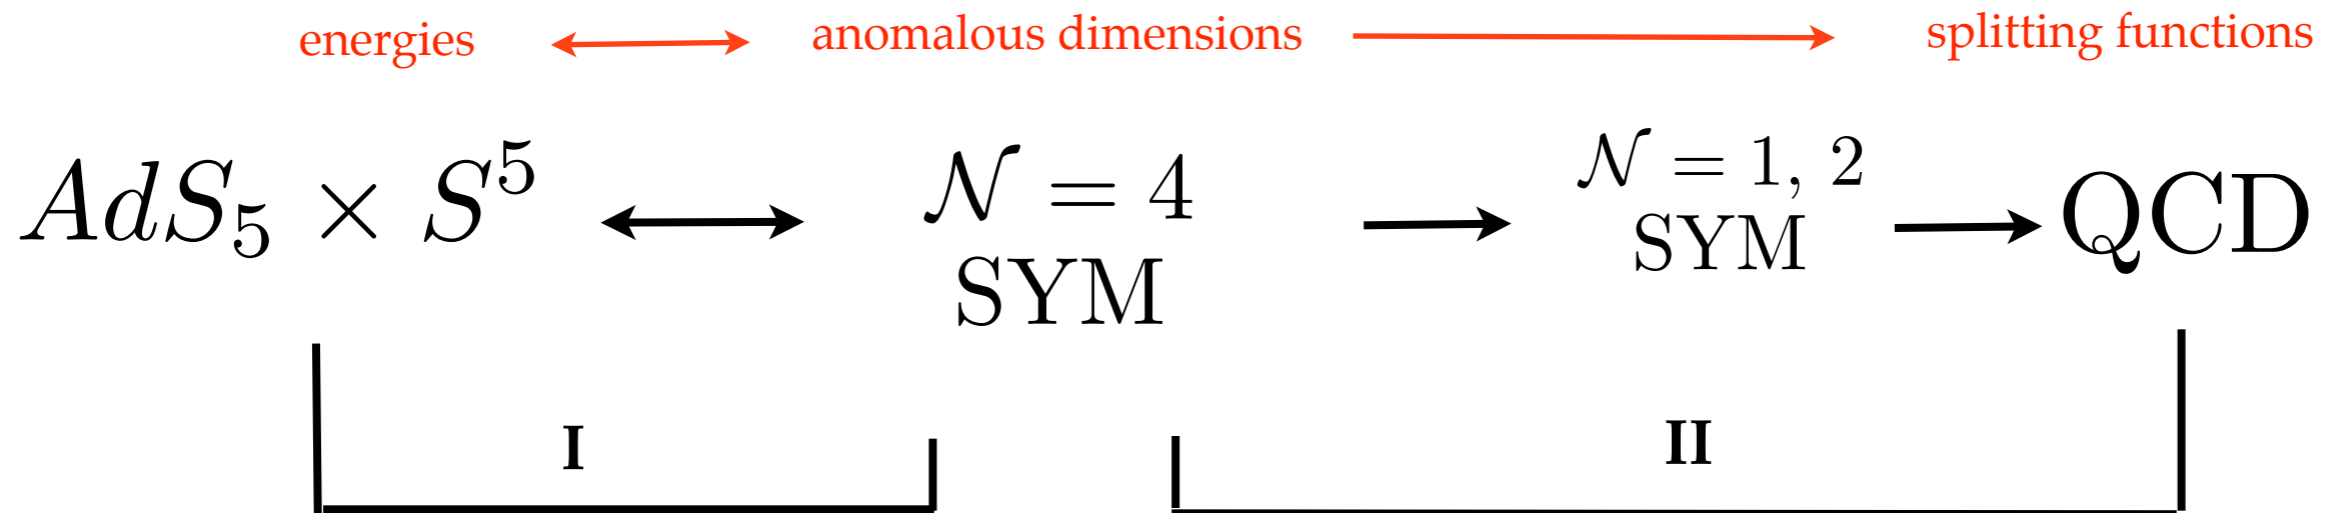 energies anomalous dimensions splitting functions
AdS₅ × S⁵
𝒩 = 4
SYM
𝒩 = 1, 2
SYM
QCD
I
II